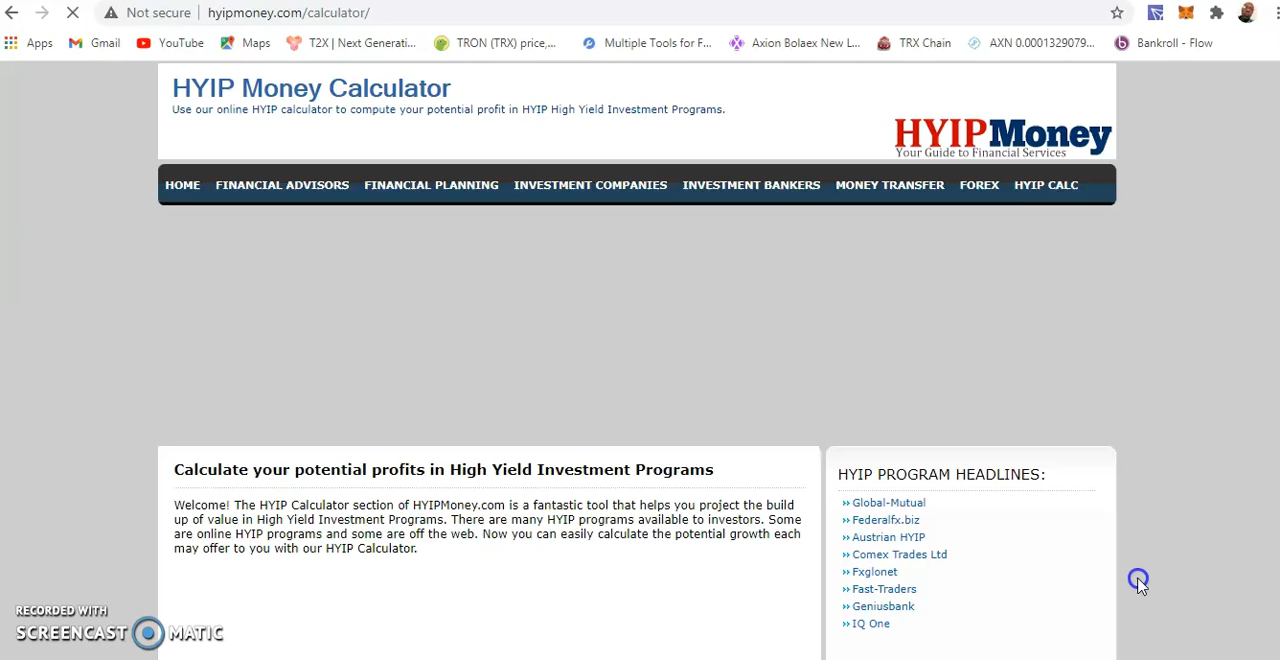 Not secure | hyipmoney.com/calculator/
Apps Gmail YouTube Maps T2X | Next Generati... TRON (TRX) price,... Multiple Tools for F... Axion Bolaex New L... TRX Chain AXN 0.0001329079... Bankroll - Flow
HYIP Money Calculator
Use our online HYIP calculator to compute your potential profit in HYIP High Yield Investment Programs.
HYIPMoney
Your Guide to Financial Services
HOME FINANCIAL ADVISORS FINANCIAL PLANNING INVESTMENT COMPANIES INVESTMENT BANKERS MONEY TRANSFER FOREX HYIP CALC
Calculate your potential profits in High Yield Investment Programs
Welcome! The HYIP Calculator section of HYIPMoney.com is a fantastic tool that helps you project the build
up of value in High Yield Investment Programs. There are many HYIP programs available to investors. Some
are online HYIP programs and some are off the web. Now you can easily calculate the potential growth each
may offer to you with our HYIP Calculator.
HYIP PROGRAM HEADLINES:
Global-Mutual
Federalfx.biz
Austrian HYIP
Comex Trades Ltd
Fxglonet
Fast-Traders
Geniusbank
IQ One
RECORDED WITH
SCREENCAST MATIC